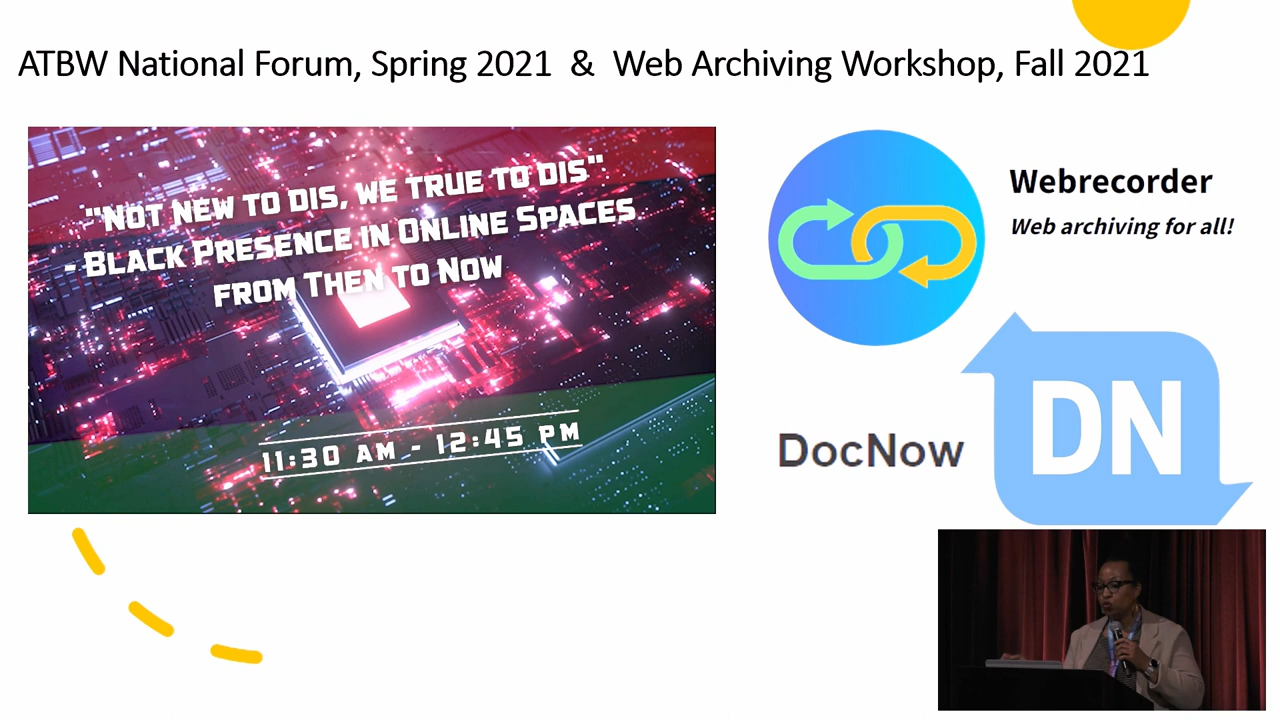 ATBW National Forum, Spring 2021 & Web Archiving Workshop, Fall 2021
"NOT NEW TO DIS, WE TRUE TO DIS"
- BLACK PRESENCE IN ONLINE SPACES
FROM THEN TO NOW
11:30 AM - 12:45 PM
Webrecorder
Web archiving for all!
DocNow
DN